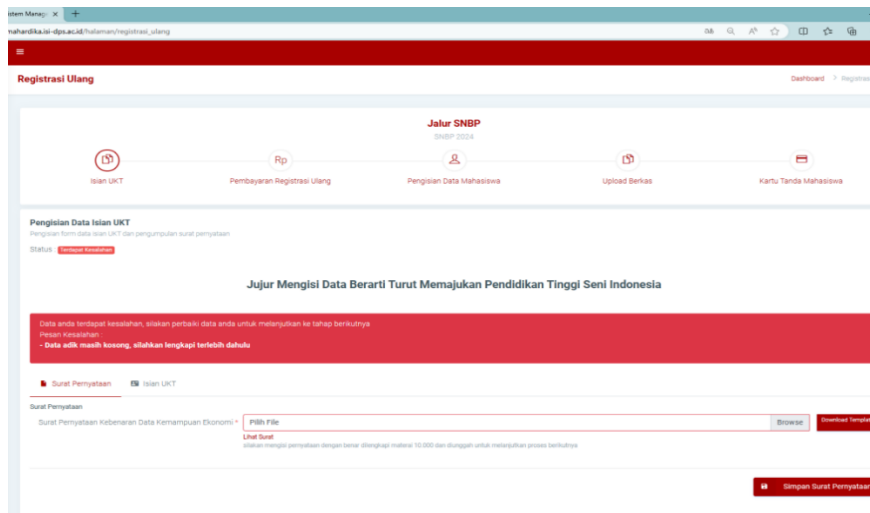 istem Manaj
mahardika.isi-dps.ac.id/halaman/registrasi_ulang
Registrasi Ulang
Dashboard > Registras
Jalur SNBP
SNBP 2024
Rp
Isian UKT
Pembayaran Registrasi Ulang
Pengisian Data Mahasiswa
Upload Berkas
Kartu Tanda Mahasiswa
Pengisian Data Isian UKT
Pengisian form data isian UKT dan pengumpulan surat pernyataan
Status : Terdapat Kesalahan
Jujur Mengisi Data Berarti Turut Memajukan Pendidikan Tinggi Seni Indonesia
Data anda terdapat kesalahan, silakan perbaiki data anda untuk melanjutkan ke tahap berikutnya
Pesan Kesalahan :
- Data adik masih kosong, silahkan lengkapi terlebih dahulu
Surat Pernyataan
Isian UKT
Surat Pernyataan
Surat Pernyataan Kebenaran Data Kemampuan Ekonomi *
Pilih File
Browse
Download Templat
Lihat Surat
silakan mengisi pernyataan dengan benar dilengkapi materai 10.000 dan diunggah untuk melanjutkan proses berikutnya
Simpan Surat Pernyataan